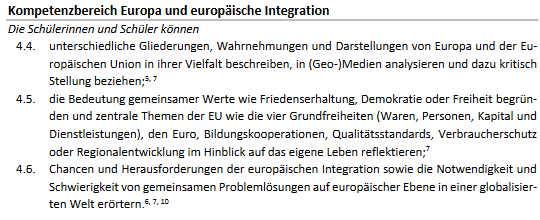 Kompetenzbereich Europa und europäische Integration
Die Schülerinnen und Schüler können
4.4. unterschiedliche Gliederungen, Wahrnehmungen und Darstellungen von Europa und der Eu-
ropäischen Union in ihrer Vielfalt beschreiben, in (Geo-)Medien analysieren und dazu kritisch
Stellung beziehen;⁵, ⁷
4.5. die Bedeutung gemeinsamer Werte wie Friedenserhaltung, Demokratie oder Freiheit begrün-
den und zentrale Themen der EU wie die vier Grundfreiheiten (Waren, Personen, Kapital und
Dienstleistungen), den Euro, Bildungskooperationen, Qualitätsstandards, Verbraucherschutz
oder Regionalentwicklung im Hinblick auf das eigene Leben reflektieren;⁷
4.6. Chancen und Herausforderungen der europäischen Integration sowie die Notwendigkeit und
Schwierigkeit von gemeinsamen Problemlösungen auf europäischer Ebene in einer globalisier-
ten Welt erörtern.⁶, ⁷, ¹⁰